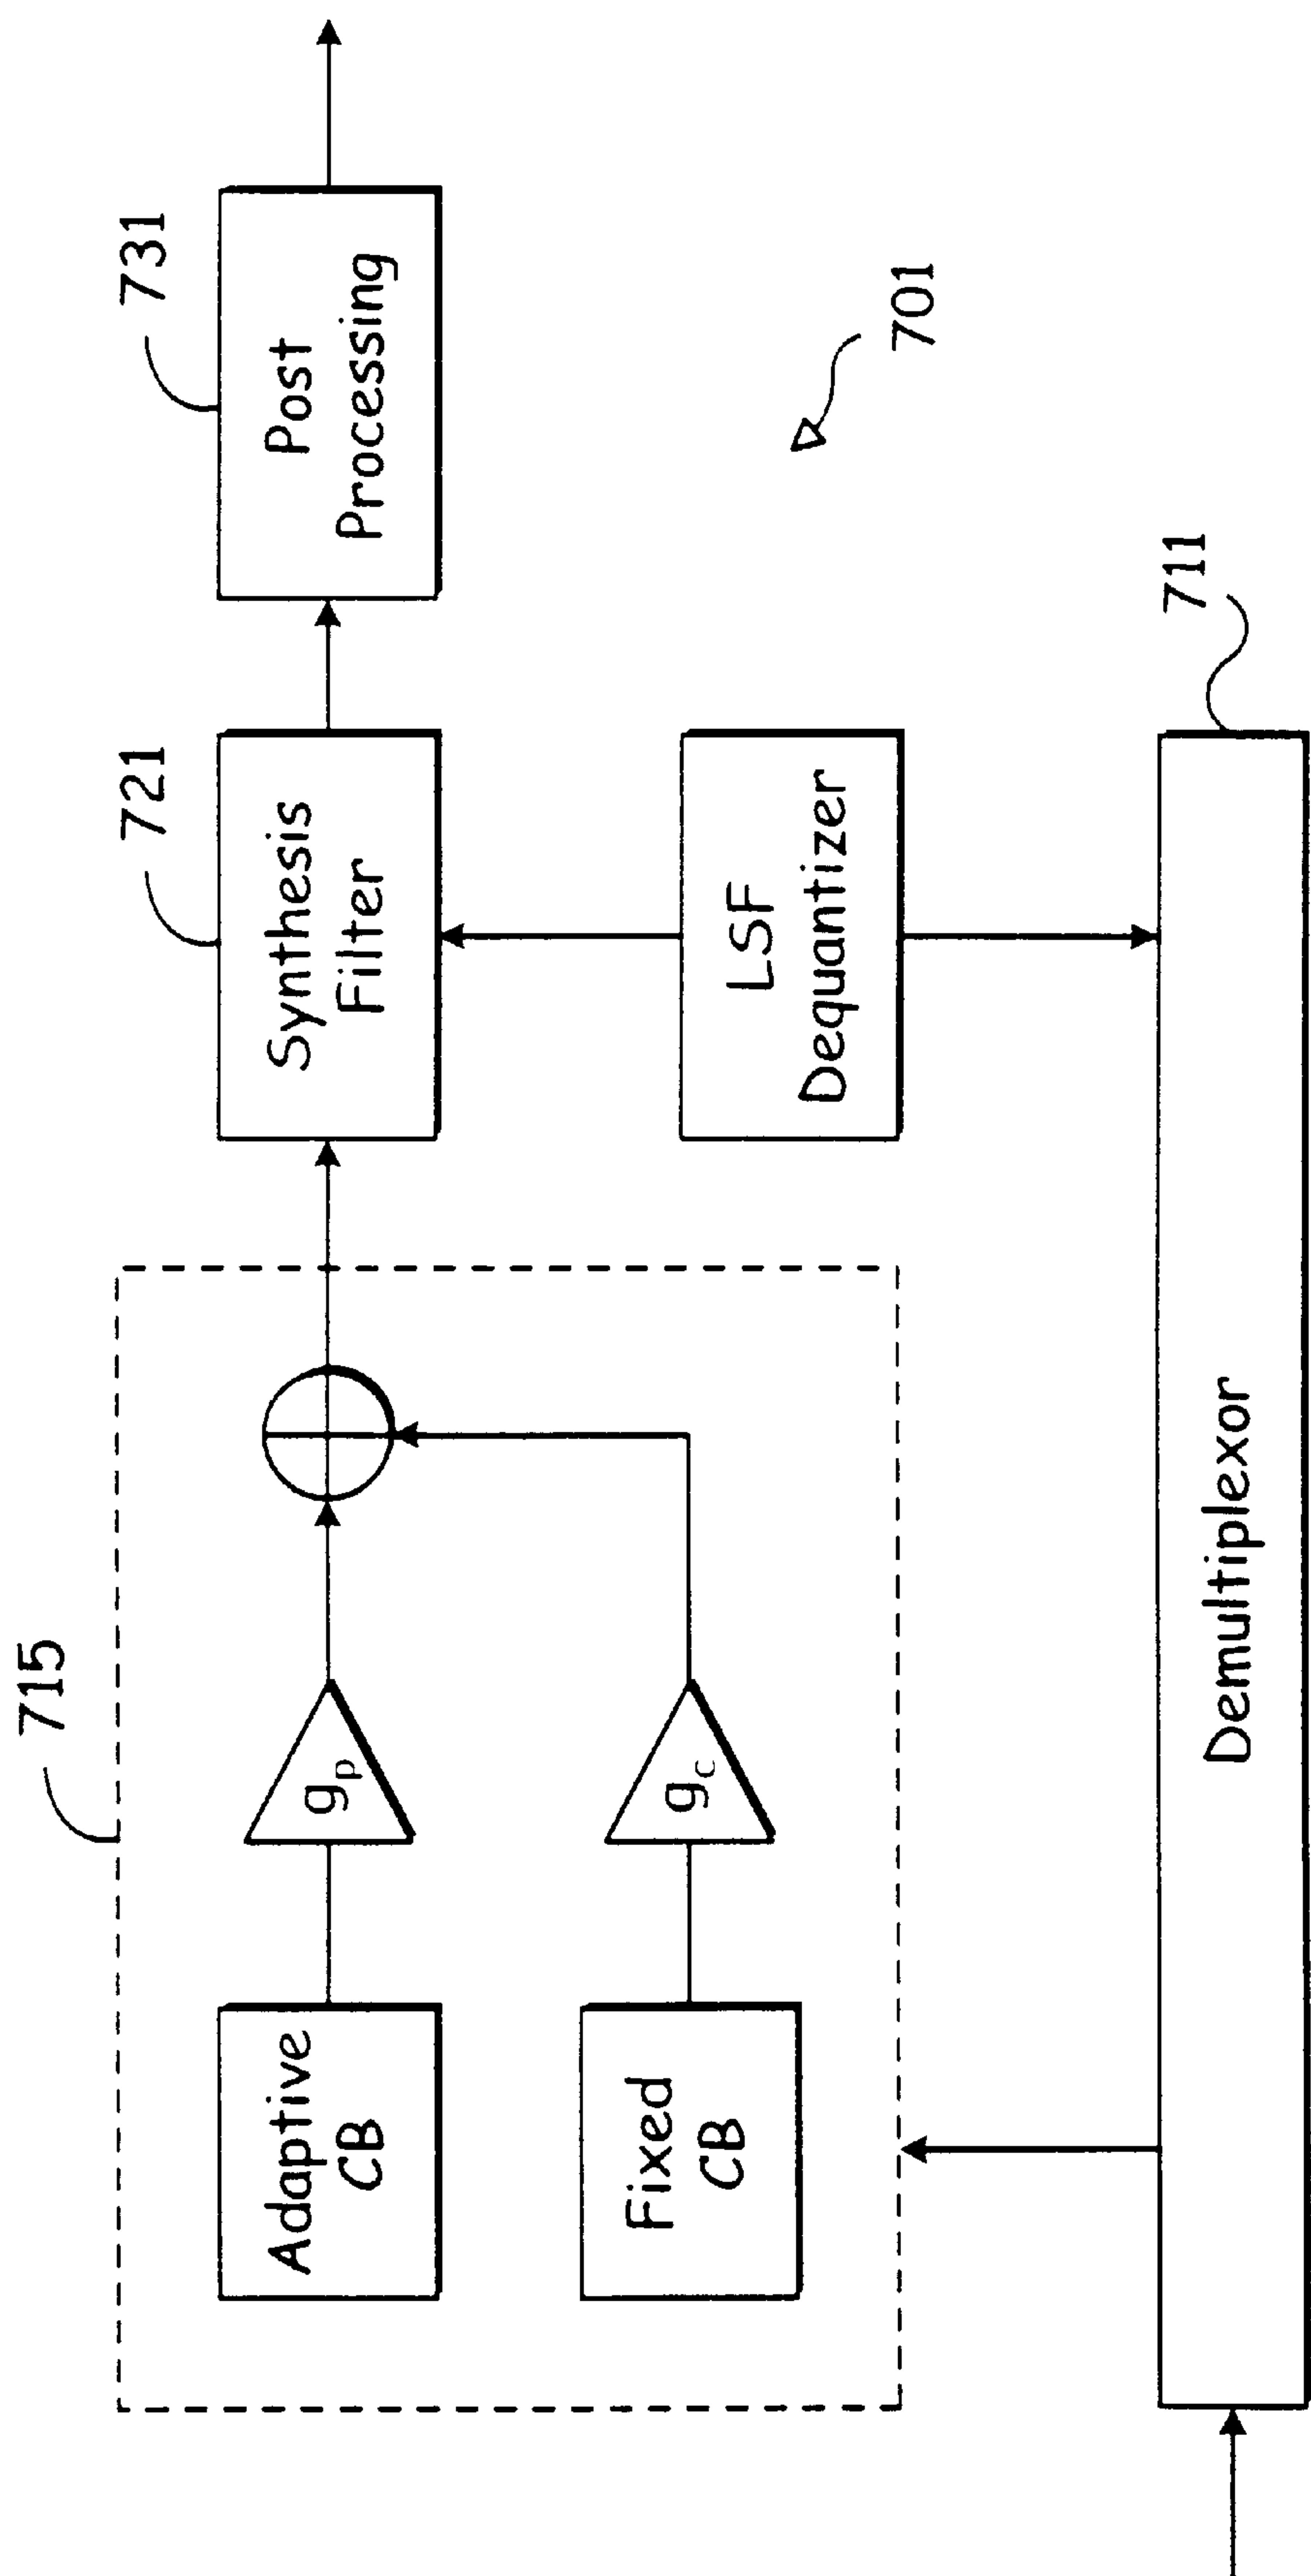 715
721
731
Adaptive
CB
g_p
Synthesis
Filter
Post
Processing
Fixed
CB
g_c
LSF
Dequantizer
701
711
Demultiplexor